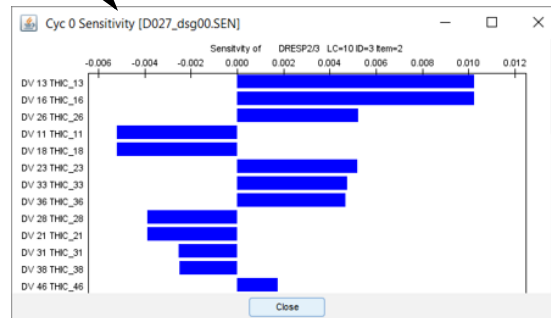 Cyc 0 Sensitivity [D027_dsg00.SEN]
Sensitvity of DRESP2/3 LC=10 ID=3 Item=2
-0.006 -0.004 -0.002 0.000 0.002 0.004 0.006 0.008 0.010 0.012
DV 13 THIC_13
DV 16 THIC_16
DV 26 THIC_26
DV 11 THIC_11
DV 18 THIC_18
DV 23 THIC_23
DV 33 THIC_33
DV 36 THIC_36
DV 28 THIC_28
DV 21 THIC_21
DV 31 THIC_31
DV 38 THIC_38
DV 46 THIC_46
Close